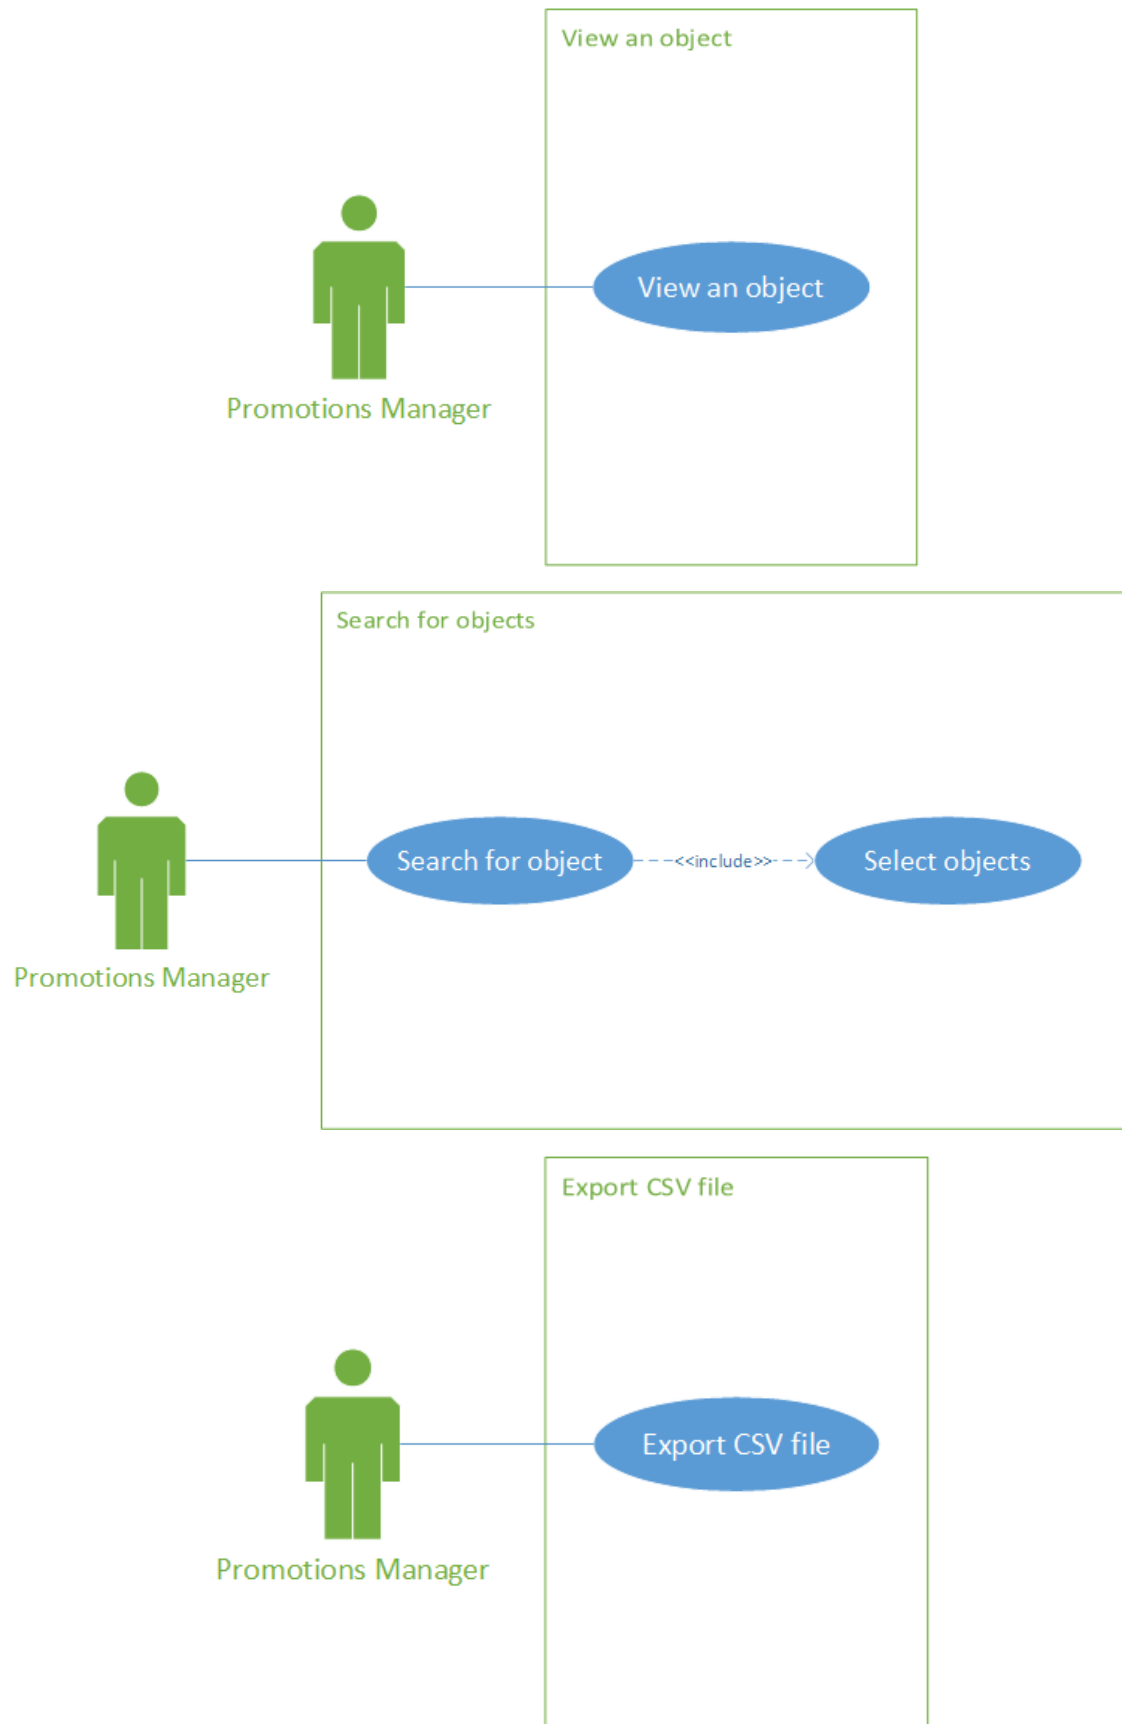 View an object
View an object
Promotions Manager
Search for objects
Search for object
<<include>>
Select objects
Promotions Manager
Export CSV file
Export CSV file
Promotions Manager